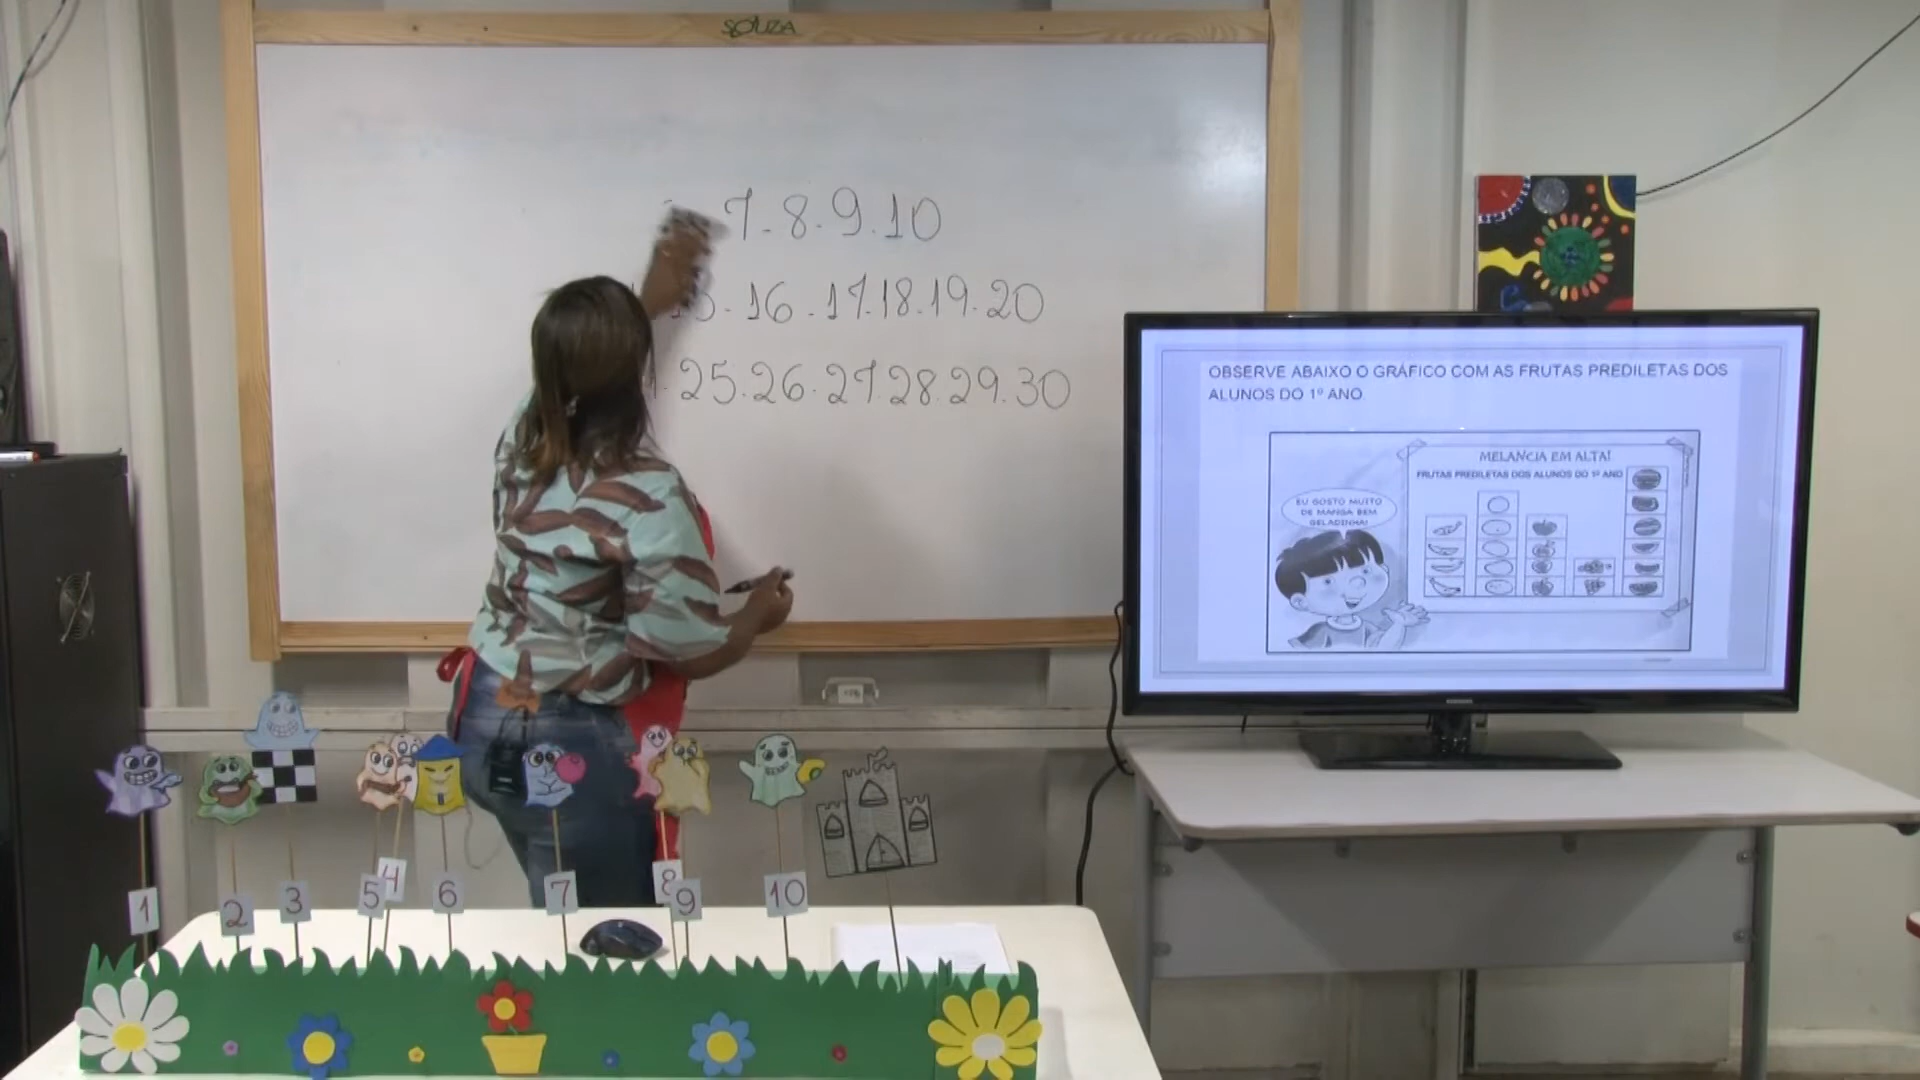 SOUZA
7-8-9.10
16.17.18.19.20
25.26.27.28.29.30
OBSERVE ABAIXO O GRÁFICO COM AS FRUTAS PREDILETAS DOS
ALUNOS DO 1º ANO
MELANCIA EM ALTA!
FRUTAS PREDILETAS DOS ALUNOS DO 1º ANO
EU GOSTO MUITO
DE MANGA BEM
GELADINHA!
1
2
3
4
5
6
7
8
9
10